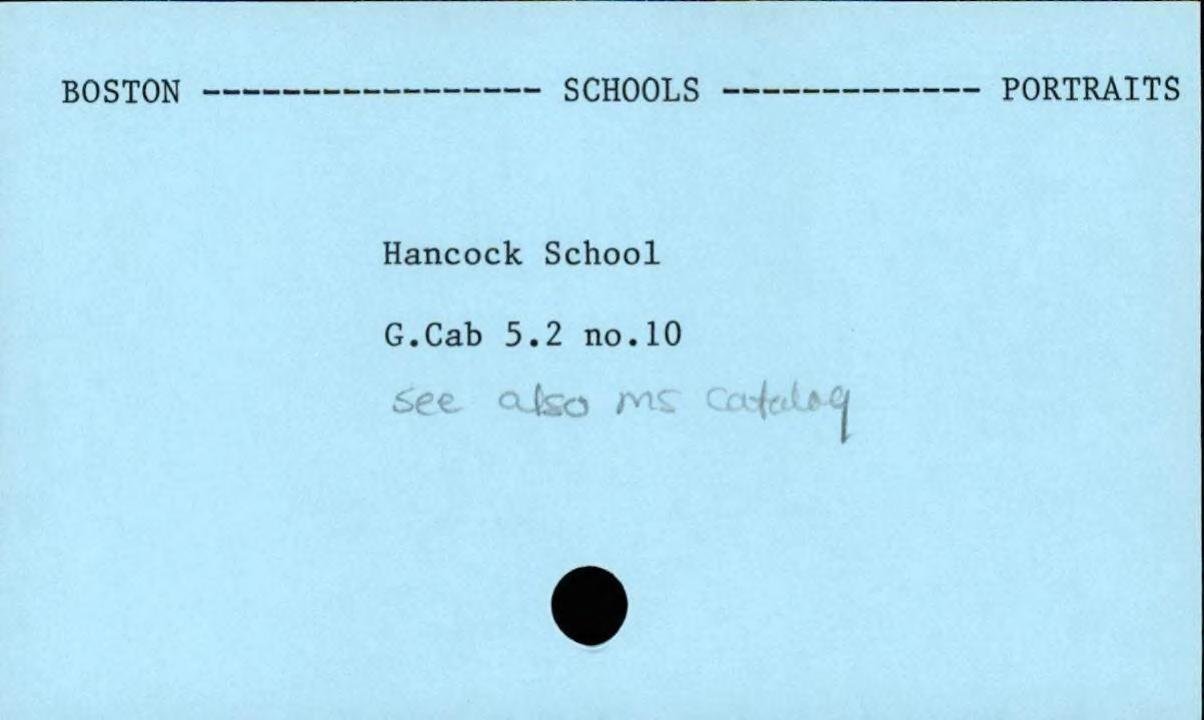 BOSTON ----------------- SCHOOLS ------------- PORTRAITS
Hancock School
G.Cab 5.2 no.10
see also ms catalog